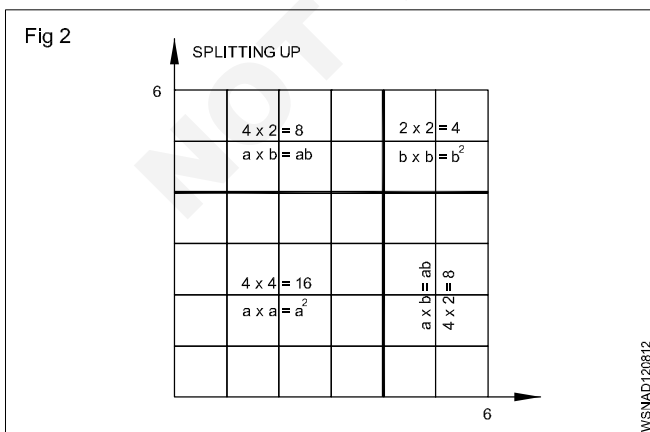 Fig 2
SPLITTING UP
6
4 x 2 = 8
a x b = ab
2 x 2 = 4
b x b = b²
4 x 4 = 16
a x a = a²
a x b = ab
4 x 2 = 8
6
WSNAD120812
NOT